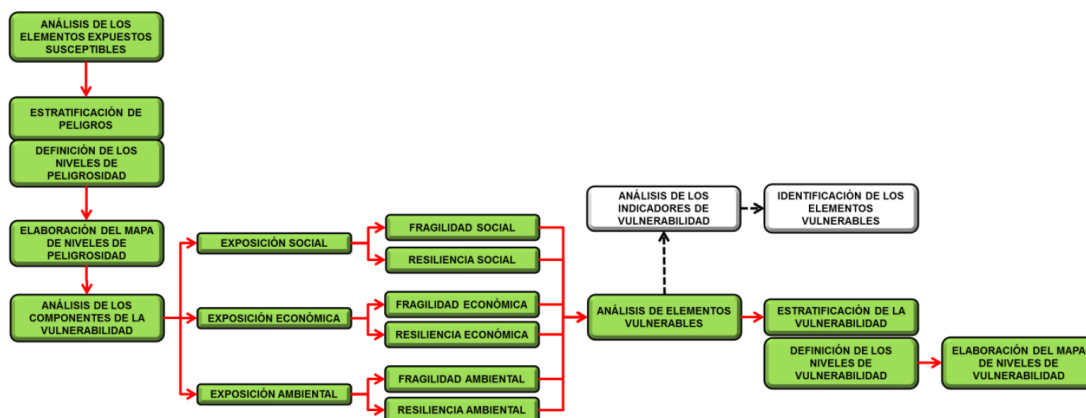 ANÁLISIS DE LOS
ELEMENTOS EXPUESTOS
SUSCEPTIBLES
ESTRATIFICACIÓN DE
PELIGROS
DEFINICIÓN DE LOS
NIVELES DE
PELIGROSIDAD
ELABORACIÓN DEL MAPA
DE NIVELES DE
PELIGROSIDAD
ANÁLISIS DE LOS
COMPONENTES DE LA
VULNERABILIDAD
EXPOSICIÓN SOCIAL
EXPOSICIÓN ECONÓMICA
EXPOSICIÓN AMBIENTAL
FRAGILIDAD SOCIAL
RESILIENCIA SOCIAL
FRAGILIDAD ECONÓMICA
RESILIENCIA ECONÓMICA
FRAGILIDAD AMBIENTAL
RESILIENCIA AMBIENTAL
ANÁLISIS DE LOS
INDICADORES DE
VULNERABILIDAD
IDENTIFICACIÓN DE LOS
ELEMENTOS
VULNERABLES
ANÁLISIS DE ELEMENTOS
VULNERABLES
ESTRATIFICACIÓN DE LA
VULNERABILIDAD
DEFINICIÓN DE LOS
NIVELES DE
VULNERABILIDAD
ELABORACIÓN DEL MAPA
DE NIVELES DE
VULNERABILIDAD